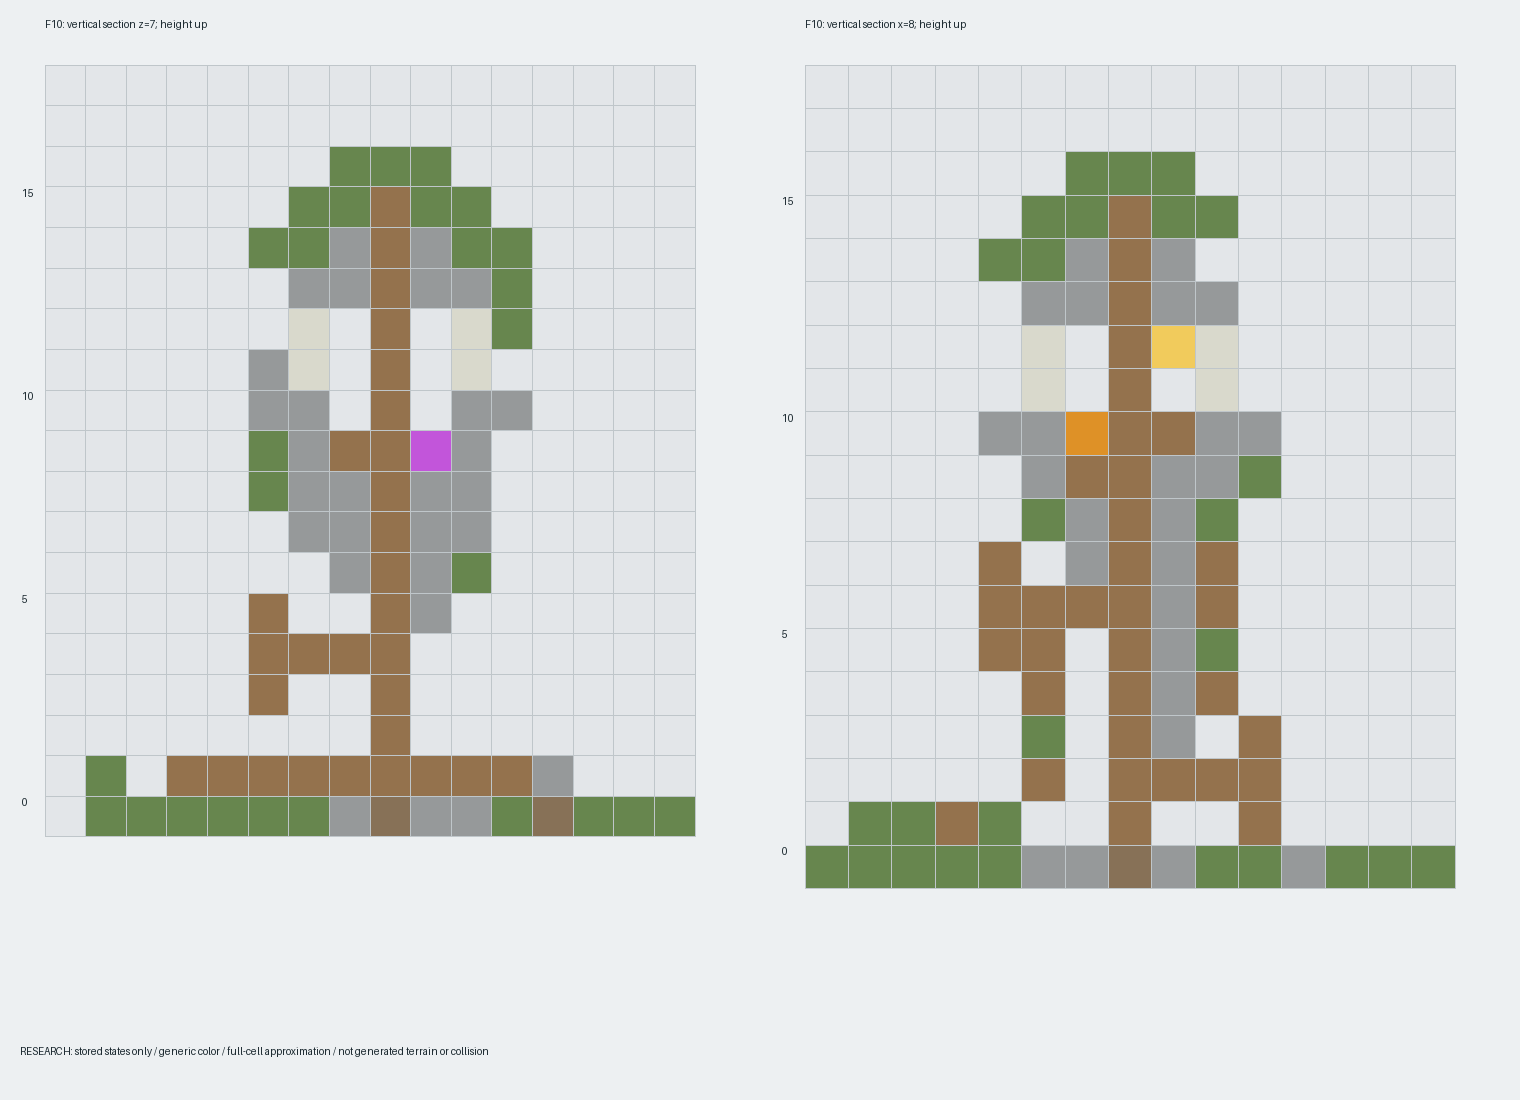 F10: vertical section z=7; height up
F10: vertical section x=8; height up
15
10
5
0
15
10
5
0
RESEARCH: stored states only / generic color / full-cell approximation / not generated terrain or collision